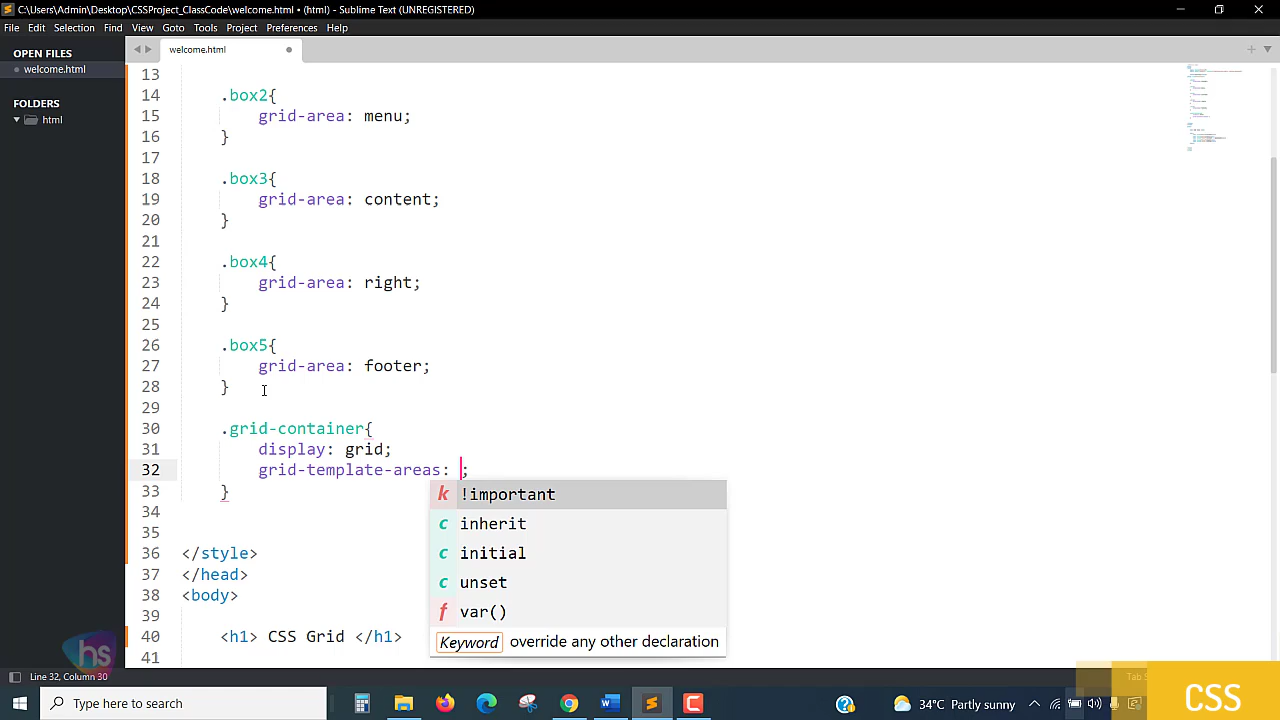 C:\Users\Admin\Desktop\CSSProject_ClassCode\welcome.html • (html) - Sublime Text (UNREGISTERED)
File Edit Selection Find View Goto Tools Project Preferences Help
OPEN FILES
welcome.html
FOLDERS
html
welcome.html
13
14 .box2{
15 grid-area: menu;
16 }
17
18 .box3{
19 grid-area: content;
20 }
21
22 .box4{
23 grid-area: right;
24 }
25
26 .box5{
27 grid-area: footer;
28 }
29
30 .grid-container{
31 display: grid;
32 grid-template-areas: ;
33 }
34
35
36 </style>
37 </head>
38 <body>
39
40 <h1> CSS Grid </h1>
41
k !important
c inherit
c initial
c unset
f var()
Keyword override any other declaration
hs
Line 32, Column 30
Type here to search
34°C Partly sunny
CSS